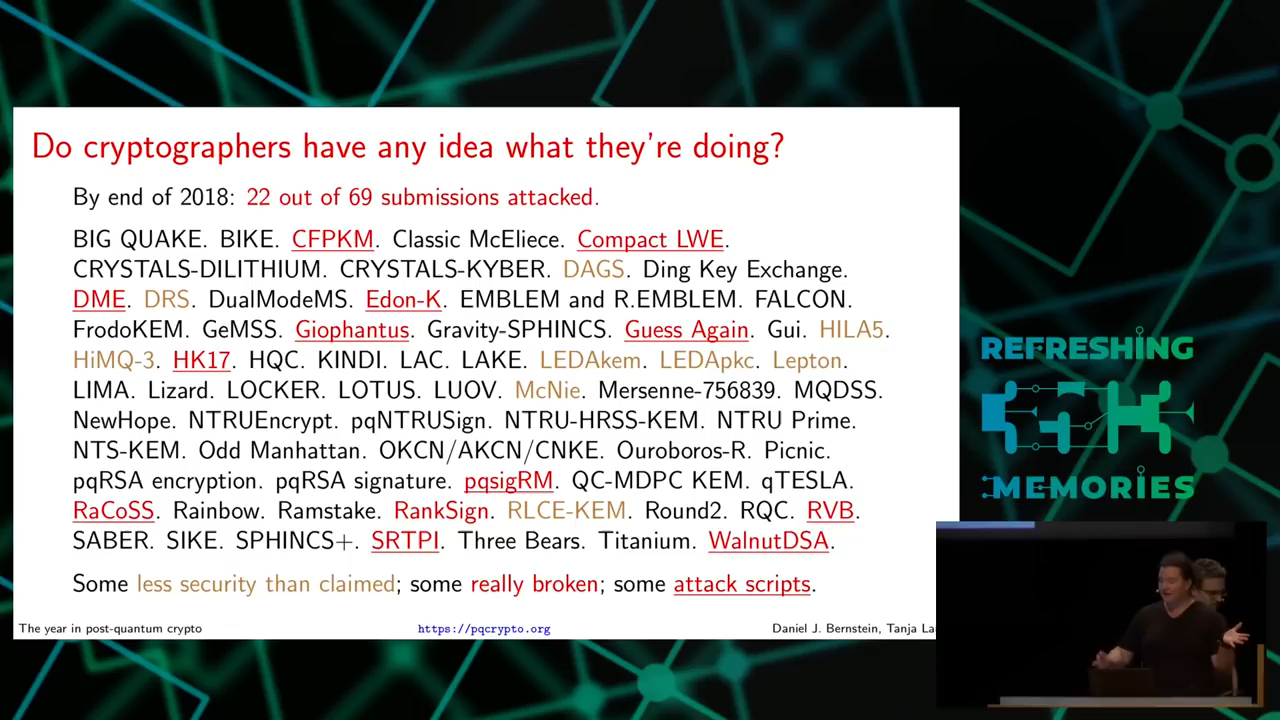 Do cryptographers have any idea what they're doing?
By end of 2018: 22 out of 69 submissions attacked.
BIG QUAKE. BIKE. CFPKM. Classic McEliece. Compact LWE.
CRYSTALS-DILITHIUM. CRYSTALS-KYBER. DAGS. Ding Key Exchange.
DME. DRS. DualModeMS. Edon-K. EMBLEM and R.EMBLEM. FALCON.
FrodoKEM. GeMSS. Giophantus. Gravity-SPHINCS. Guess Again. Gui. HILA5.
HiMQ-3. HK17. HQC. KINDI. LAC. LAKE. LEDAkem. LEDApkc. Lepton.
LIMA. Lizard. LOCKER. LOTUS. LUOV. McNie. Mersenne-756839. MQDSS.
NewHope. NTRUEncrypt. pqNTRUSign. NTRU-HRSS-KEM. NTRU Prime.
NTS-KEM. Odd Manhattan. OKCN/AKCN/CNKE. Ouroboros-R. Picnic.
pqRSA encryption. pqRSA signature. pqsigRM. QC-MDPC KEM. qTESLA.
RaCoSS. Rainbow. Ramstake. RankSign. RLCE-KEM. Round2. RQC. RVB.
SABER. SIKE. SPHINCS+. SRTPI. Three Bears. Titanium. WalnutDSA.
Some less security than claimed; some really broken; some attack scripts.
The year in post-quantum crypto
https://pqcrypto.org
Daniel J. Bernstein, Tanja La
REFRESHING
35C3
:MEMORIES